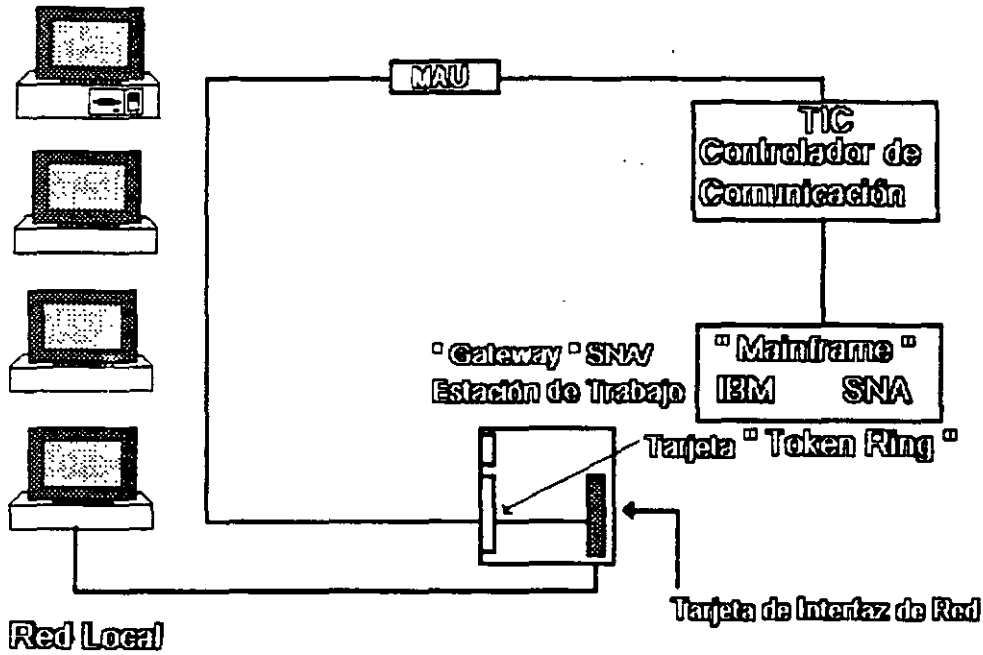 MAU
TIC
Controlador de
Comunicación
" Gateway " SNA/
Estación de Trabajo
" Mainframe "
IBM SNA
Tarjeta " Token Ring "
Tarjeta de Interfaz de Red
Red Local